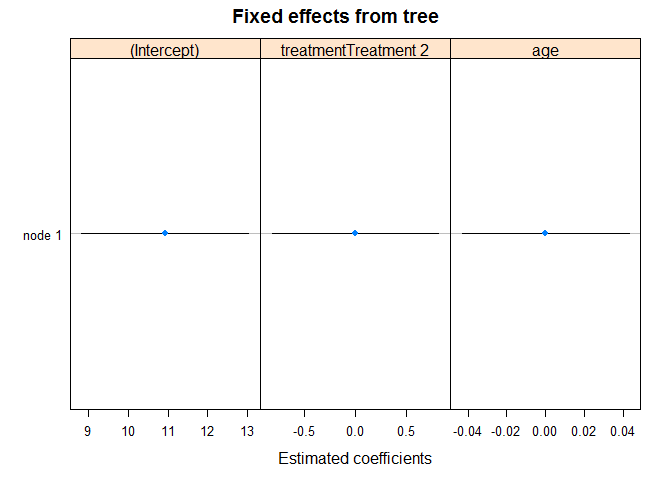 Fixed effects from tree
(Intercept) treatmentTreatment 2 age
node 1
9 10 11 12 13 -0.5 0.0 0.5 -0.04 -0.02 0.00 0.02 0.04
Estimated coefficients